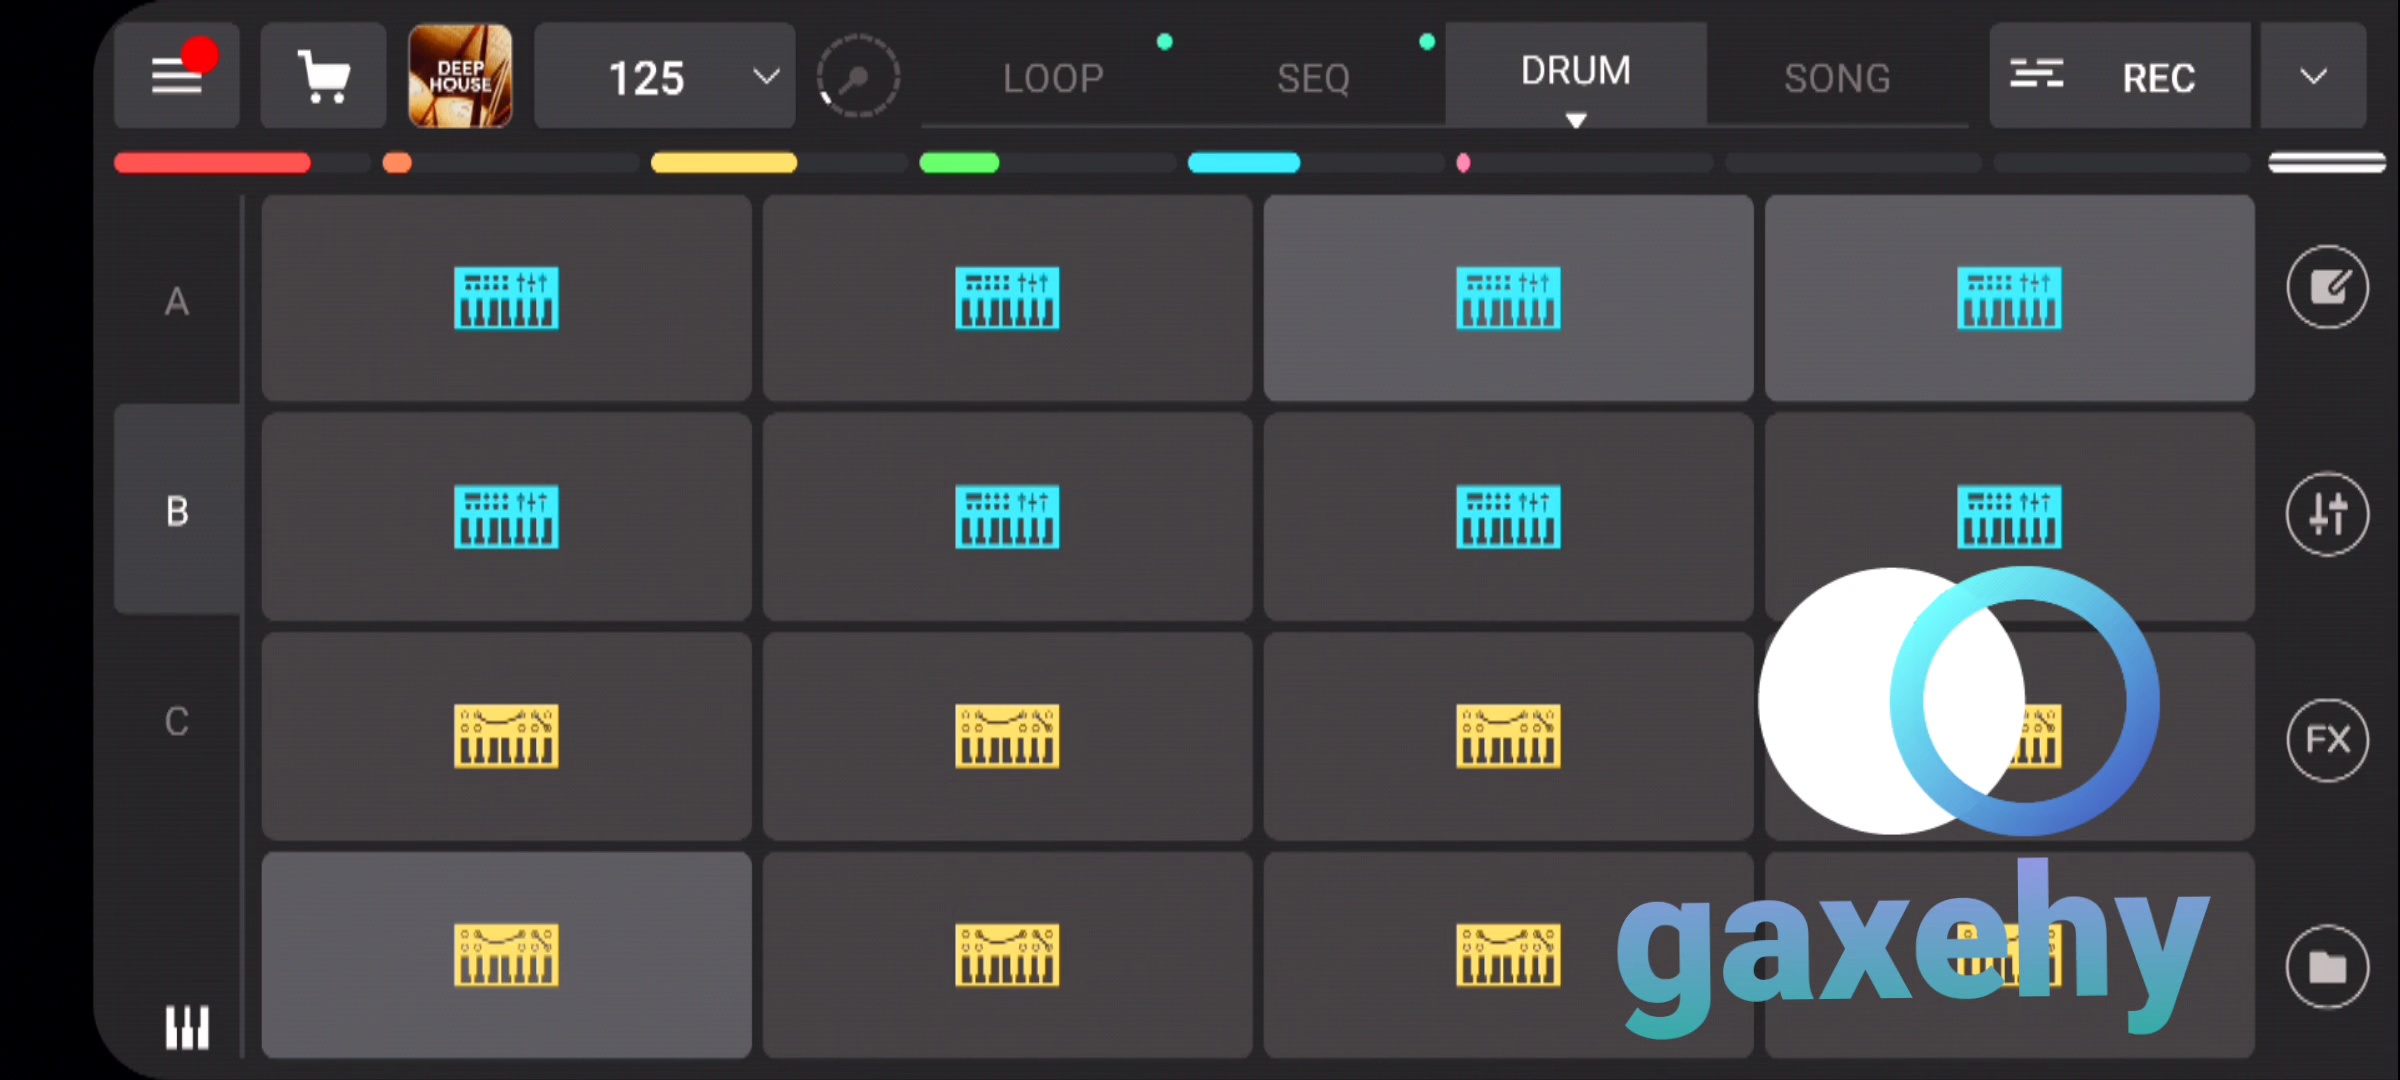 DEEP
HOUSE
125
LOOP
SEQ
DRUM
SONG
REC
A
B
C
FX
gaxehy